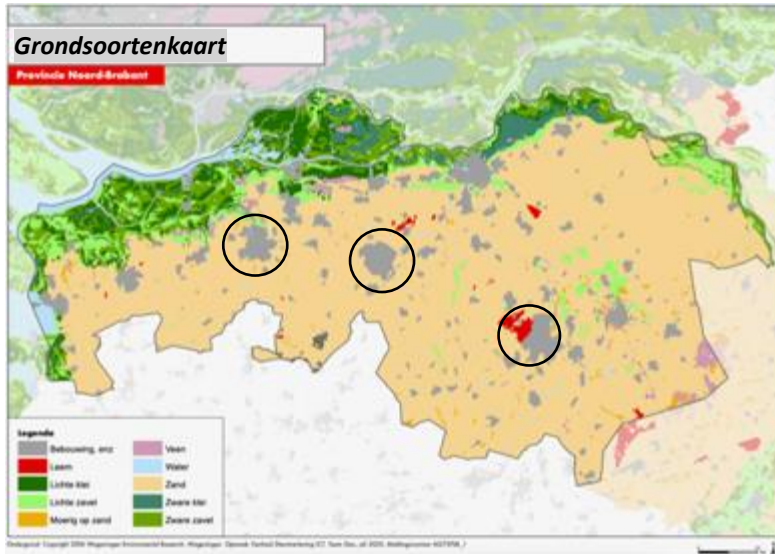 Grondsoortenkaart
Provincie Noord-Brabant
Legenda
Bebouwing, enz
Leem
Lichte klei
Lichte zavel
Moerig op zand
Veen
Water
Zand
Zware klei
Zware zavel